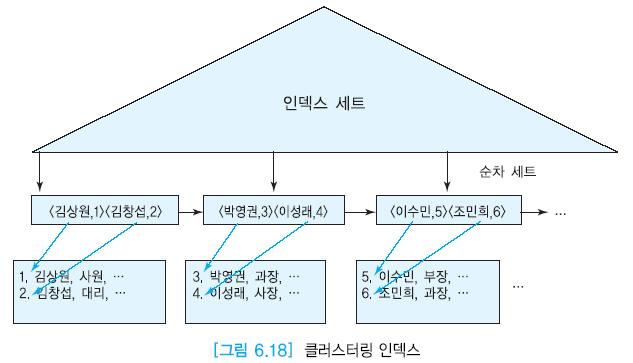 인덱스 세트
순차 세트
〈김상원,1〉〈김창섭,2〉
〈박영권,3〉〈이성래,4〉
〈이수민,5〉〈조민희,6〉
…
1, 김상원, 사원, …
2. 김창섭, 대리, …
3. 박영권, 과장, …
4. 이성래, 사장, …
5. 이수민, 부장, …
6. 조민희, 과장, …
…
[그림 6.18] 클러스터링 인덱스